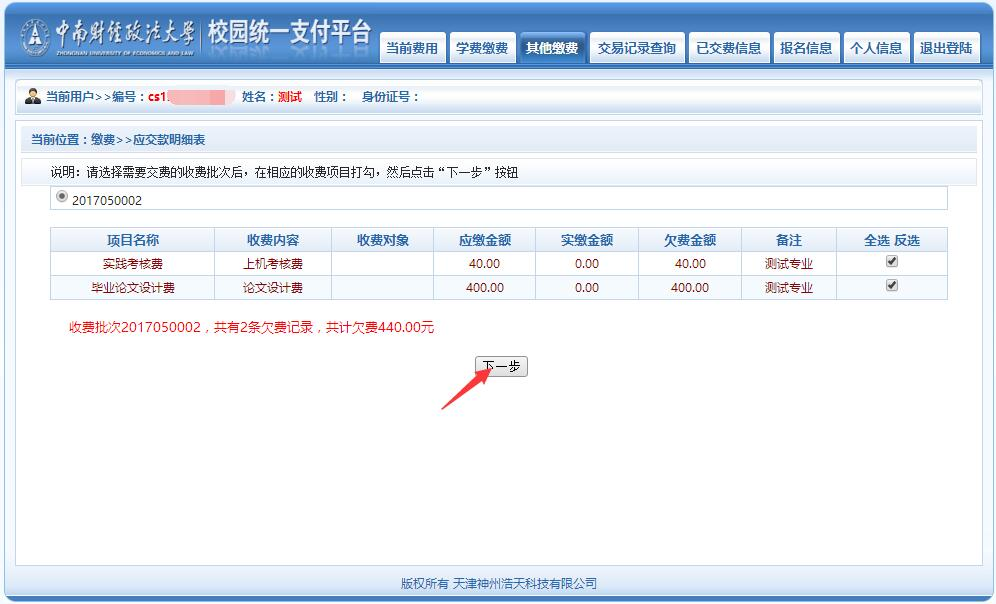 中南财经政法大学 校园统一支付平台
ZHONGNAN UNIVERSITY OF ECONOMICS AND LAW
当前费用 学费缴费 其他缴费 交易记录查询 已交费信息 报名信息 个人信息 退出登陆
当前用户>>编号：cs1 姓名：测试 性别： 身份证号：
当前位置：缴费>>应交款明细表
说明：请选择需要交费的收费批次后，在相应的收费项目打勾，然后点击“下一步”按钮
2017050002
项目名称 收费内容 收费对象 应缴金额 实缴金额 欠费金额 备注 全选 反选
实践考核费 上机考核费 40.00 0.00 40.00 测试专业
毕业论文设计费 论文设计费 400.00 0.00 400.00 测试专业
收费批次2017050002，共有2条欠费记录，共计欠费440.00元
下一步
版权所有 天津神州浩天科技有限公司